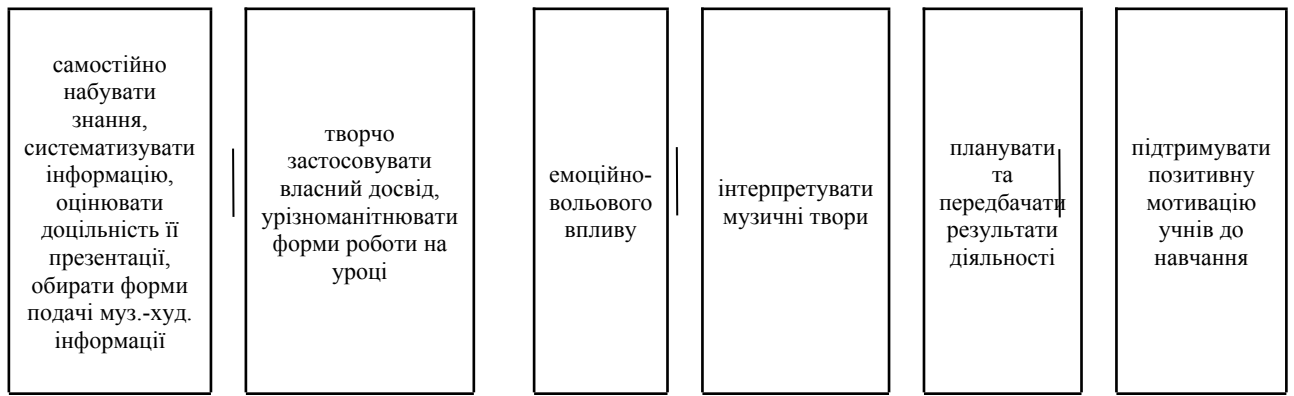 самостійно
набувати
знання,
систематизувати
інформацію,
оцінювати
доцільність її
презентації,
обирати форми
подачі муз.-худ.
інформації
творчо
застосовувати
власний досвід,
урізноманітнювати
форми роботи на
уроці
емоційно-
вольового
впливу
інтерпретувати
музичні твори
планувати
та
передбачати
результати
діяльності
підтримувати
позитивну
мотивацію
учнів до
навчання